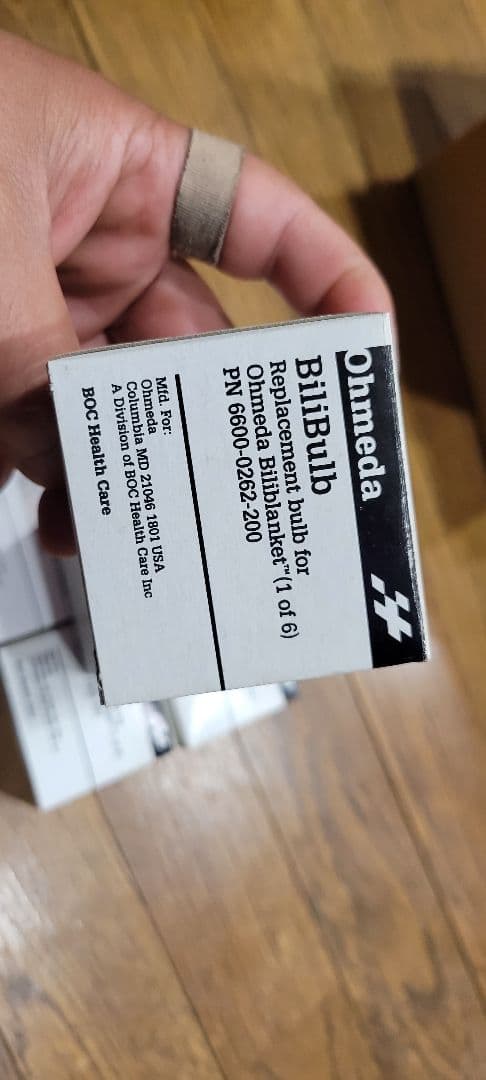 Ohmeda
BiliBulb
Replacement bulb for
Ohmeda Biliblanket™ (1 of 6)
PN 6600-0262-200
Mfd. For:
Ohmeda
Columbia MD 21046 1801 USA
A Division of BOC Health Care Inc
BOC Health Care